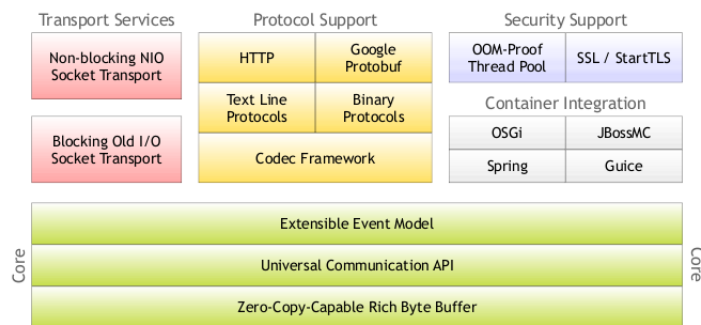 Transport Services
Non-blocking NIO
Socket Transport
Blocking Old I/O
Socket Transport
Protocol Support
HTTP
Google
Protobuf
Text Line
Protocols
Binary
Protocols
Codec Framework
Security Support
OOM-Proof
Thread Pool
SSL / StartTLS
Container Integration
OSGi
JBossMC
Spring
Guice
Core
Extensible Event Model
Universal Communication API
Zero-Copy-Capable Rich Byte Buffer
Core